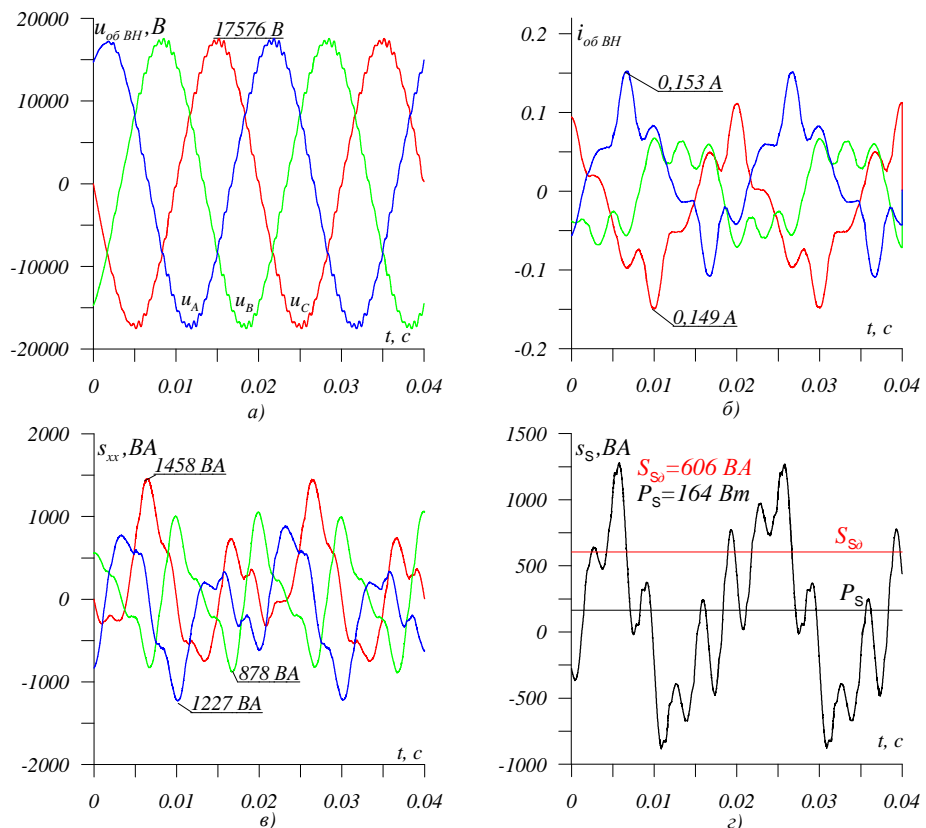 20000
10000
0
-10000
-20000
u об ВН, В
17576 В
u A
u B
u C
t, с
0
0.01
0.02
0.03
0.04
а)
0.2
0.1
0
-0.1
-0.2
i об ВН
0,153 А
0,149 А
t, с
0
0.01
0.02
0.03
0.04
б)
2000
1000
0
-1000
-2000
s хх, ВА
1458 ВА
878 ВА
1227 ВА
t, с
0
0.01
0.02
0.03
0.04
в)
1500
1000
500
0
-500
-1000
s S, ВА
S S∂=606 ВА
P S=164 Вт
S S∂
P S
t, с
0
0.01
0.02
0.03
0.04
г)